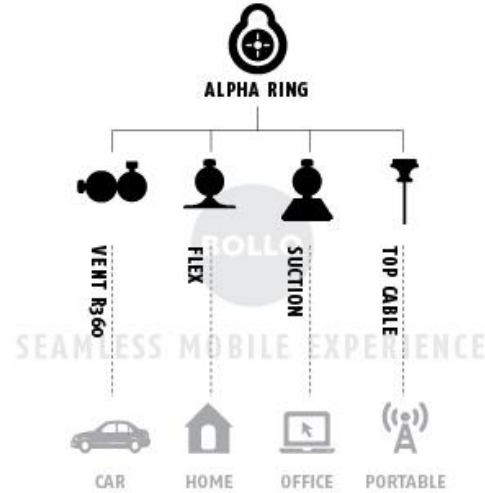 ALPHA RING
VENT R360
FLEX
SUCTION
TOP CABLE
ROLLO
SEAMLESS MOBILE EXPERIENCE
CAR
HOME
OFFICE
PORTABLE